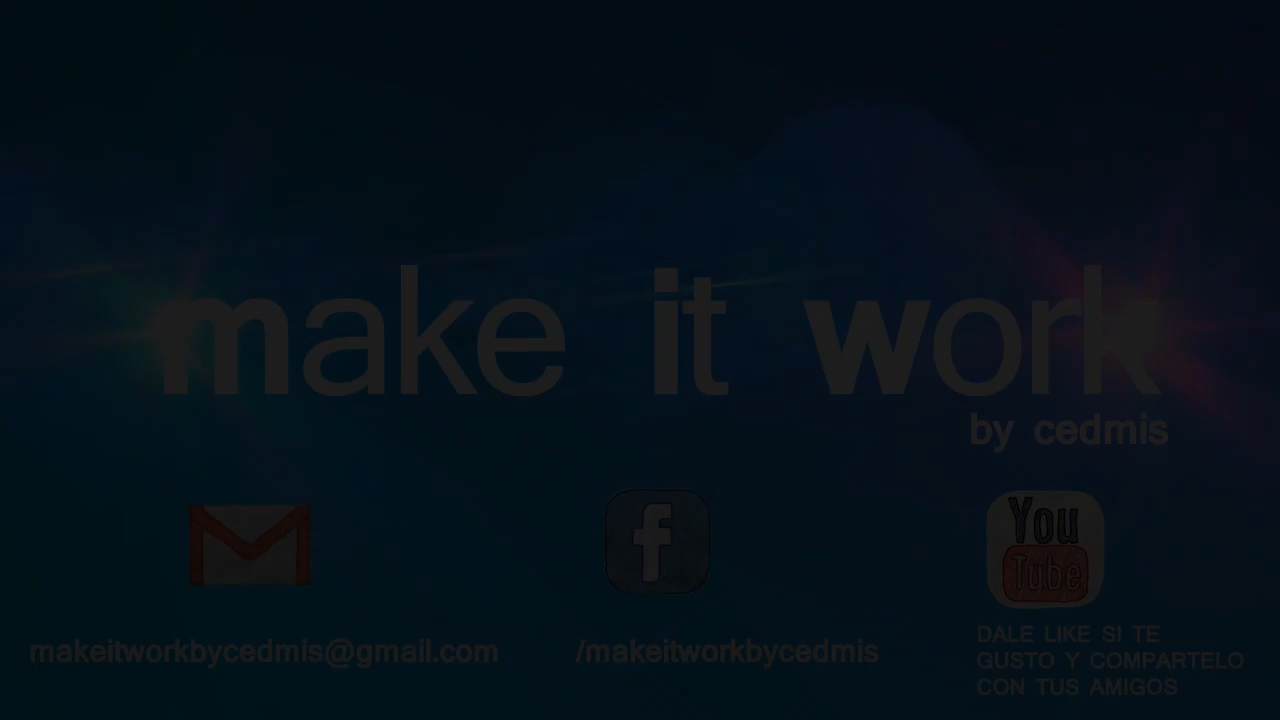 make it work
by cedmis
You
Tube
makeitworkbycedmis@gmail.com
/makeitworkbycedmis
DALE LIKE SI TE
GUSTO Y COMPARTELO
CON TUS AMIGOS